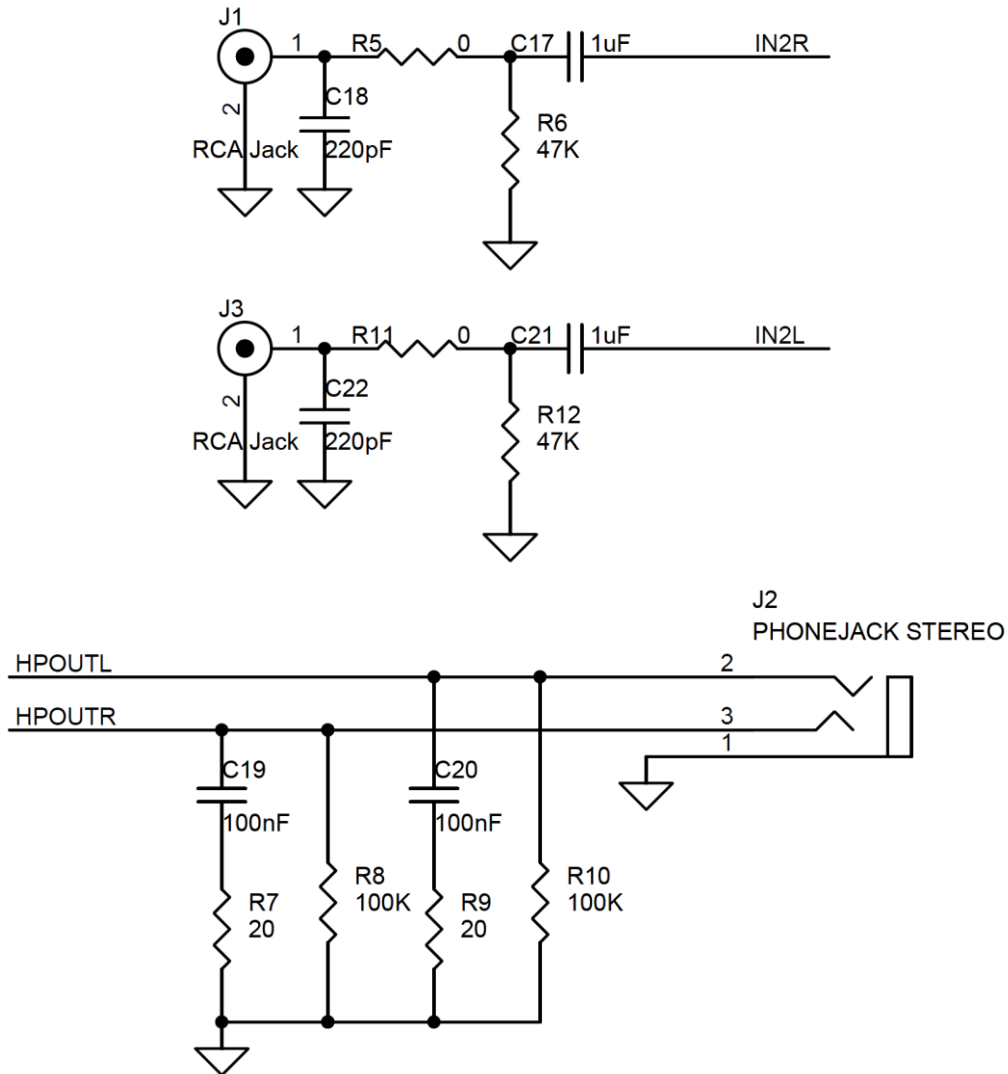 J1
1
R5
0
C17
1uF
IN2R
2
C18
R6
47K
RCA Jack
220pF
J3
1
R11
0
C21
1uF
IN2L
2
C22
R12
47K
RCA Jack
220pF
J2
PHONEJACK STEREO
HPOUTL
2
HPOUTR
3
1
C19
100nF
C20
100nF
R7
20
R8
100K
R9
20
R10
100K